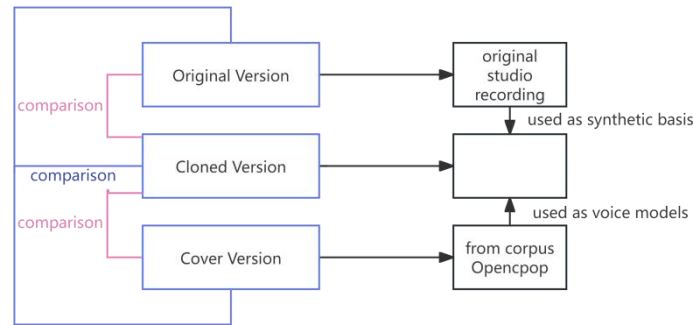 Original Version
original
studio
recording
comparison
used as synthetic basis
Cloned Version
comparison
comparison
used as voice models
Cover Version
from corpus
Opencpop